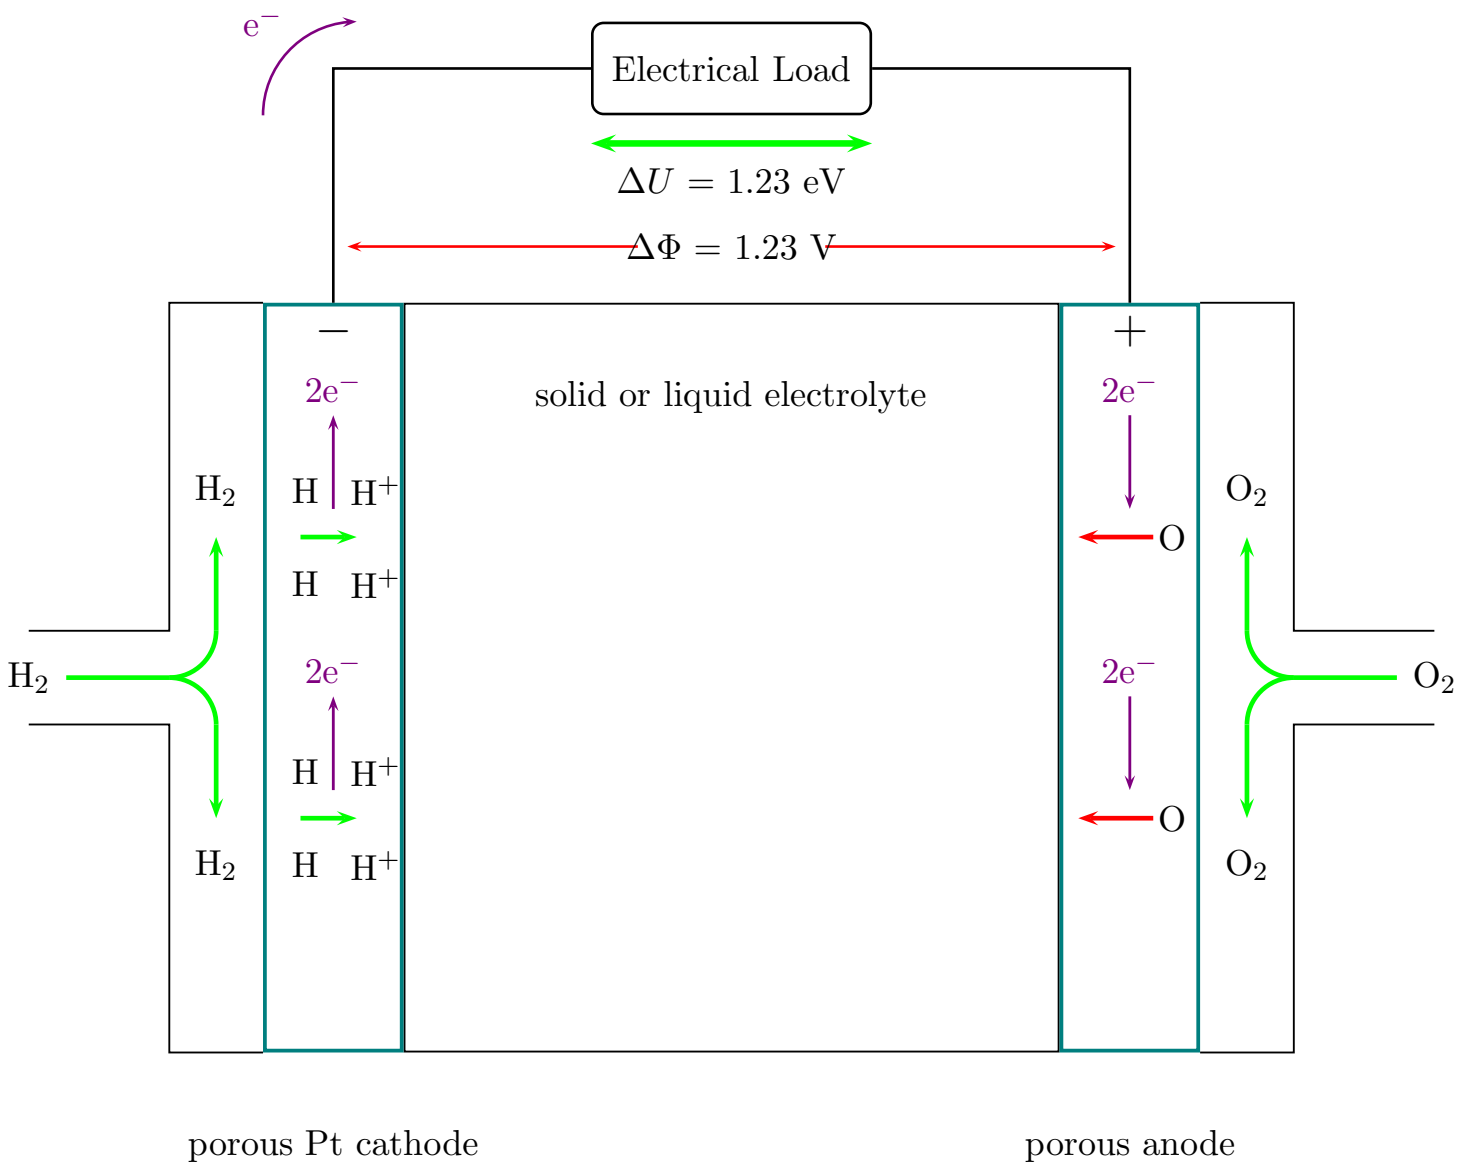 e⁻
Electrical Load
ΔU = 1.23 eV
ΔΦ = 1.23 V
− +
2e⁻ solid or liquid electrolyte 2e⁻
H₂ H H⁺ O₂
O
H H⁺
H₂ 2e⁻ 2e⁻ O₂
H H⁺
O
H₂ H H⁺ O₂
porous Pt cathode porous anode